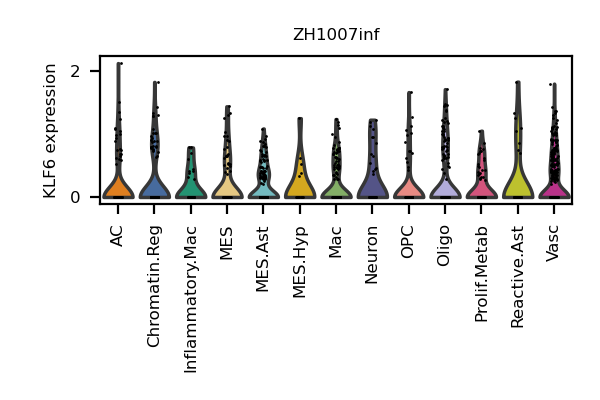 ZH1007inf
KLF6 expression
2
0
AC
Chromatin.Reg
Inflammatory.Mac
MES
MES.Ast
MES.Hyp
Mac
Neuron
OPC
Oligo
Prolif.Metab
Reactive.Ast
Vasc